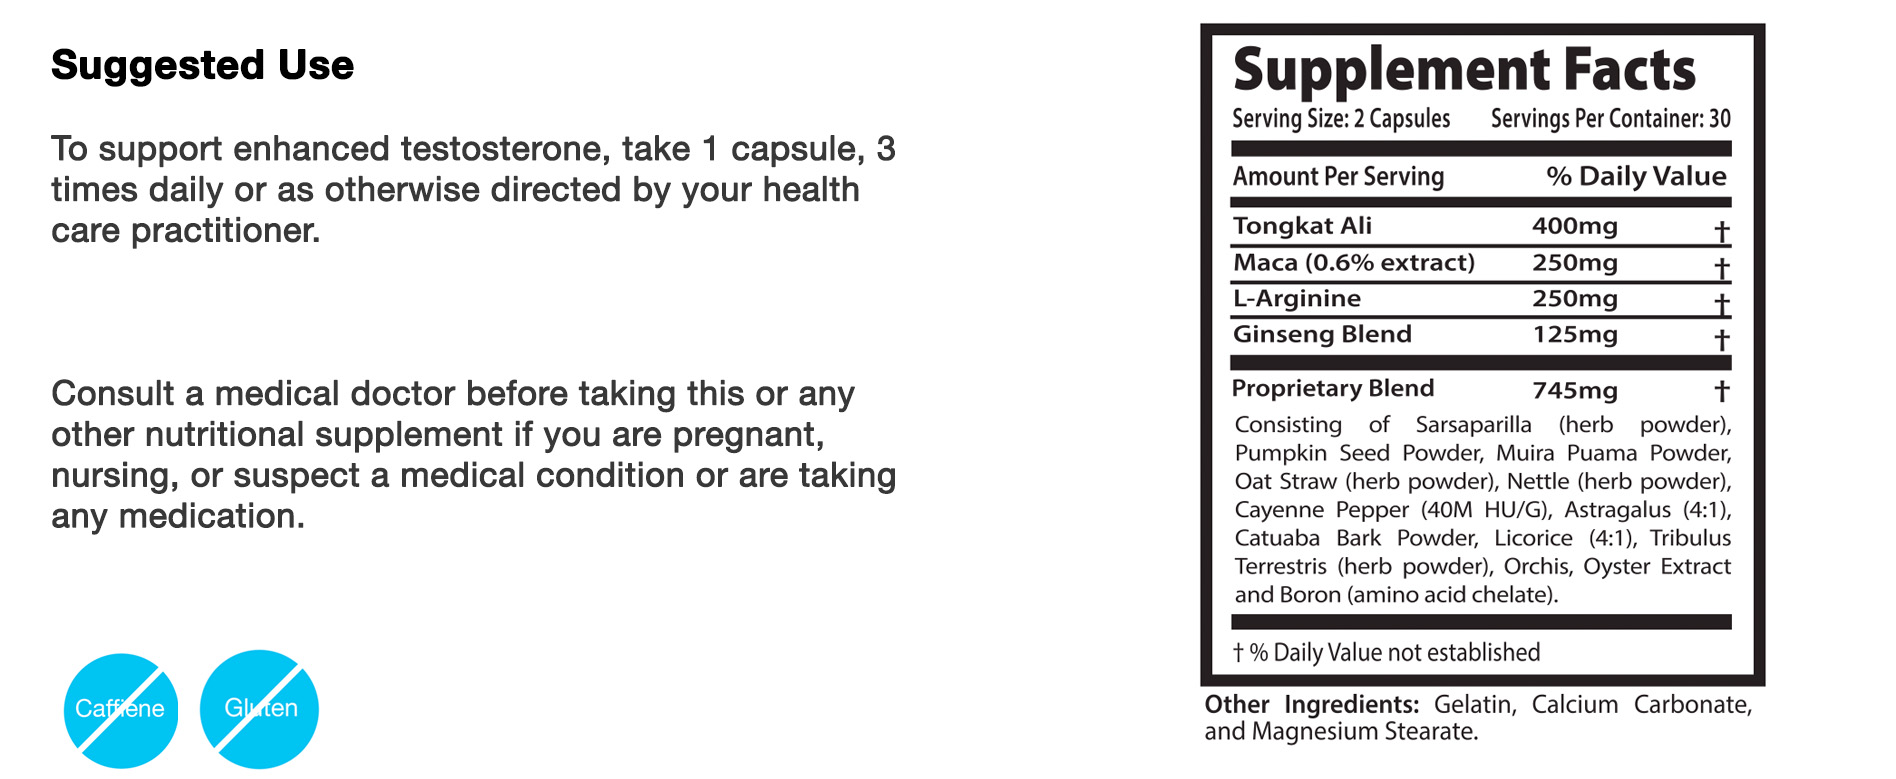 Suggested Use
To support enhanced testosterone, take 1 capsule, 3
times daily or as otherwise directed by your health
care practitioner.
Consult a medical doctor before taking this or any
other nutritional supplement if you are pregnant,
nursing, or suspect a medical condition or are taking
any medication.
Caffiene
Gluten
Supplement Facts
Serving Size: 2 Capsules Servings Per Container: 30
Amount Per Serving % Daily Value
Tongkat Ali 400mg †
Maca (0.6% extract) 250mg †
L-Arginine 250mg †
Ginseng Blend 125mg †
Proprietary Blend 745mg †
Consisting of Sarsaparilla (herb powder),
Pumpkin Seed Powder, Muira Puama Powder,
Oat Straw (herb powder), Nettle (herb powder),
Cayenne Pepper (40M HU/G), Astragalus (4:1),
Catuaba Bark Powder, Licorice (4:1), Tribulus
Terrestris (herb powder), Orchis, Oyster Extract
and Boron (amino acid chelate).
† % Daily Value not established
Other Ingredients: Gelatin, Calcium Carbonate,
and Magnesium Stearate.